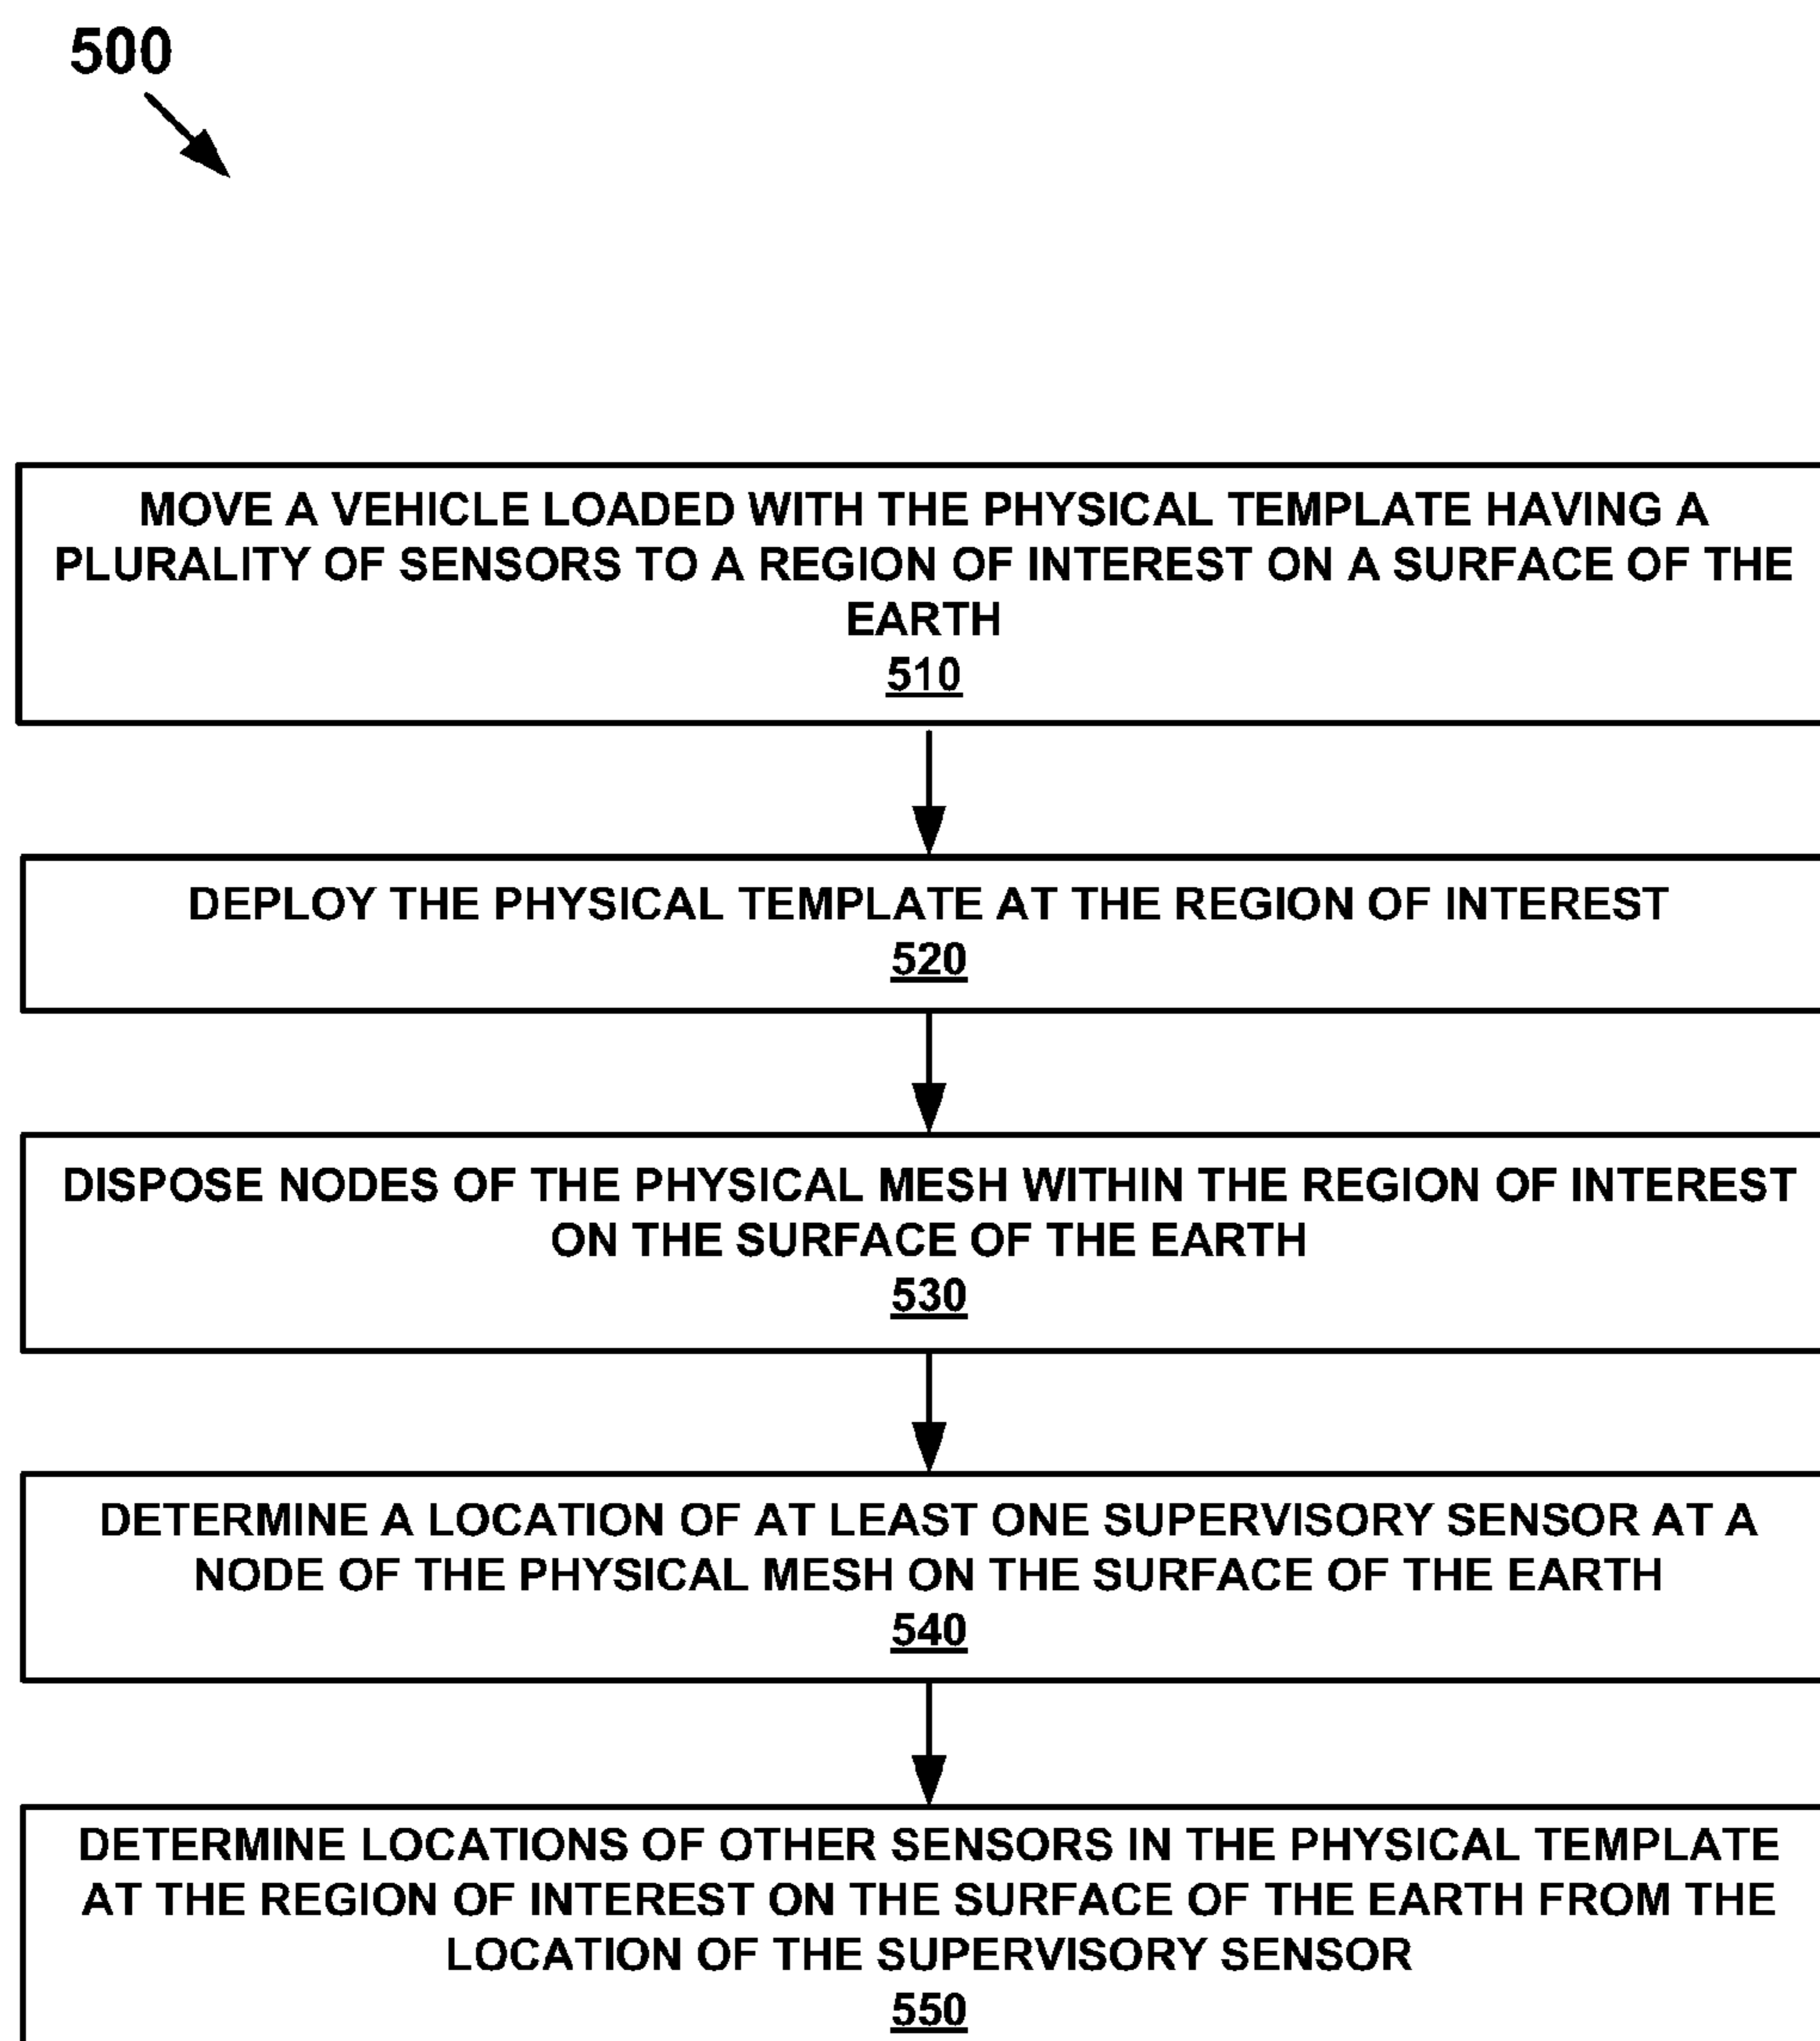 500
MOVE A VEHICLE LOADED WITH THE PHYSICAL TEMPLATE HAVING A
PLURALITY OF SENSORS TO A REGION OF INTEREST ON A SURFACE OF THE
EARTH
510
DEPLOY THE PHYSICAL TEMPLATE AT THE REGION OF INTEREST
520
DISPOSE NODES OF THE PHYSICAL MESH WITHIN THE REGION OF INTEREST
ON THE SURFACE OF THE EARTH
530
DETERMINE A LOCATION OF AT LEAST ONE SUPERVISORY SENSOR AT A
NODE OF THE PHYSICAL MESH ON THE SURFACE OF THE EARTH
540
DETERMINE LOCATIONS OF OTHER SENSORS IN THE PHYSICAL TEMPLATE
AT THE REGION OF INTEREST ON THE SURFACE OF THE EARTH FROM THE
LOCATION OF THE SUPERVISORY SENSOR
550